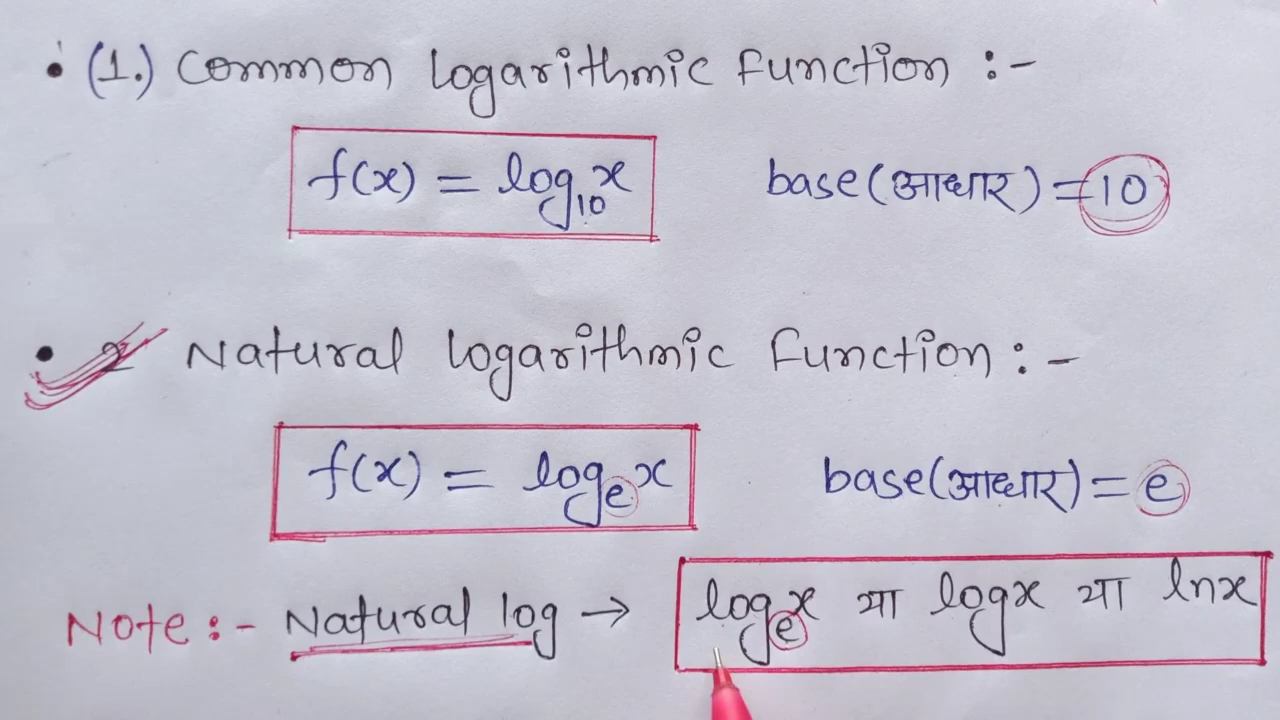 • (1.) Common logarithmic function :-
f(x) = log₁₀x base(आधार) = 10
• 2 Natural logarithmic function :-
f(x) = logₑx base(आधार) = e
Note :- Natural log → logₑx या logx या lnx